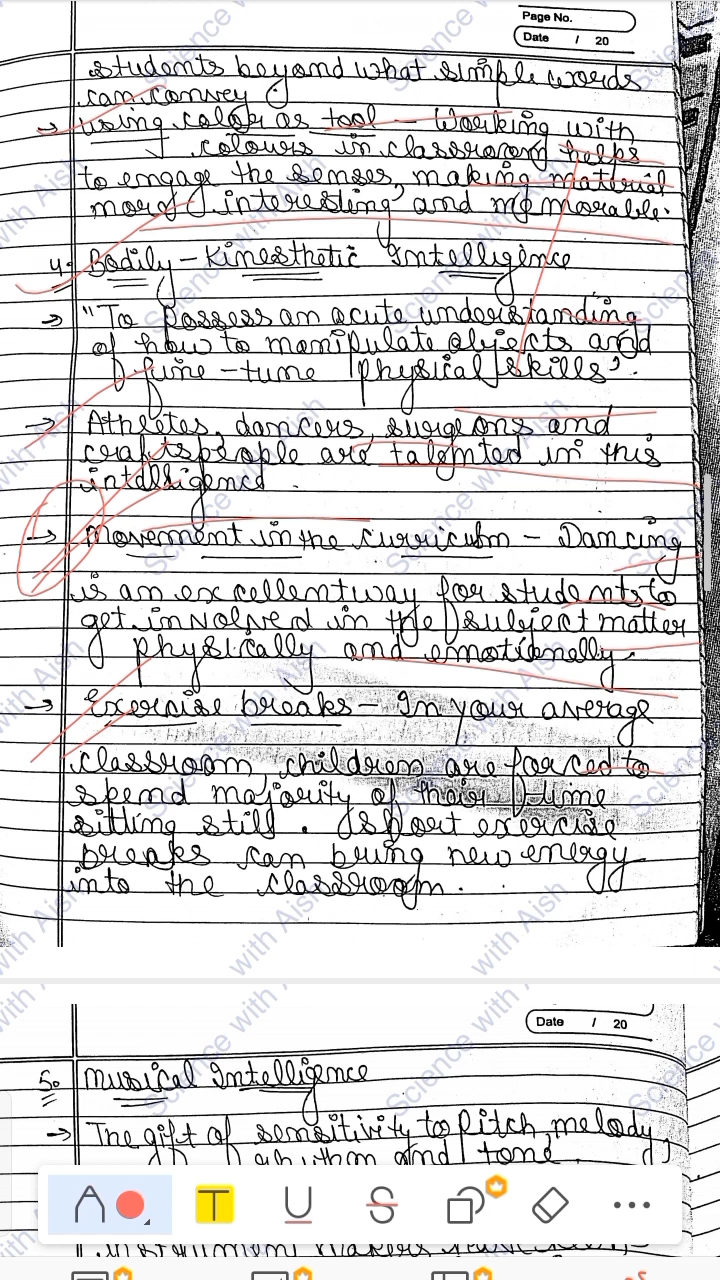 Page No.
Date / 20
students beyond what simple words
can convey.
→ using color as tool - Working with
colours in classroom helps
to engage the senses, making material
more interesting and memorable.
4. Bodily-Kinesthetic Intelligence
→ "To possess an acute understanding
of how to manipulate objects and
fine-tune physical skills".
→ Athletes, dancers, surgeons and
craftspeople are talented in this
intelligence.
→ Movement in the curriculum - Dancing
is an excellent way for students to
get involved in the subject matter
physically and emotionally.
→ Exercise breaks - In your average
classroom, children are forced to
spend majority of their time
sitting still. Short exercise
breaks can bring new energy
into the classroom.
Date / 20
5. Musical Intelligence
→ The gift of sensitivity to pitch, melody,
rhythm and tone.
T
U
S
Science with Aish